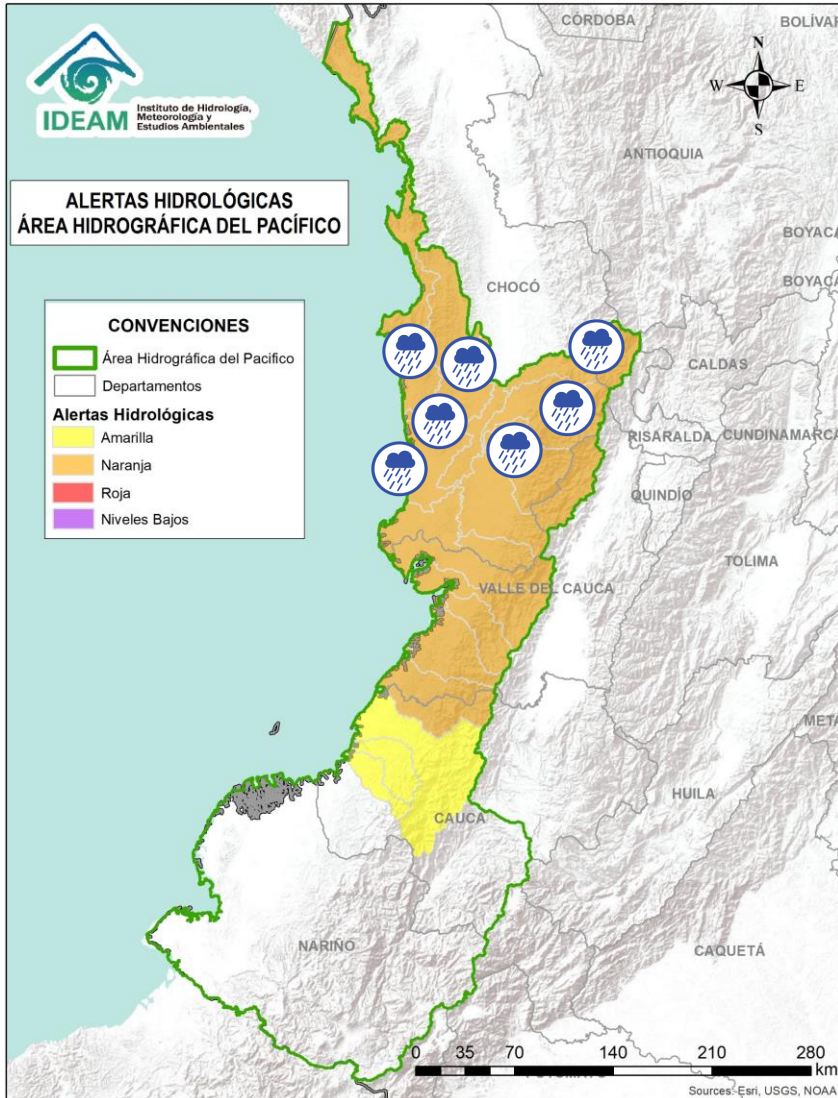 CÓRDOBA
BOLÍVAR
N
W E
S
IDEAM
Instituto de Hidrología,
Meteorología y
Estudios Ambientales
ANTIOQUIA
ALERTAS HIDROLÓGICAS
ÁREA HIDROGRÁFICA DEL PACÍFICO
BOYACÁ
BOYACÁ
CHOCÓ
CONVENCIONES
Área Hidrográfica del Pacifico
Departamentos
Alertas Hidrológicas
Amarilla
Naranja
Roja
Niveles Bajos
CALDAS
RISARALDA
CUNDINAMARCA
QUINDÍO
TOLIMA
VALLE DEL CAUCA
META
HUILA
CAUCA
NARIÑO
CAQUETÁ
0 35 70 140 210 280
km
Sources: Esri, USGS, NOAA